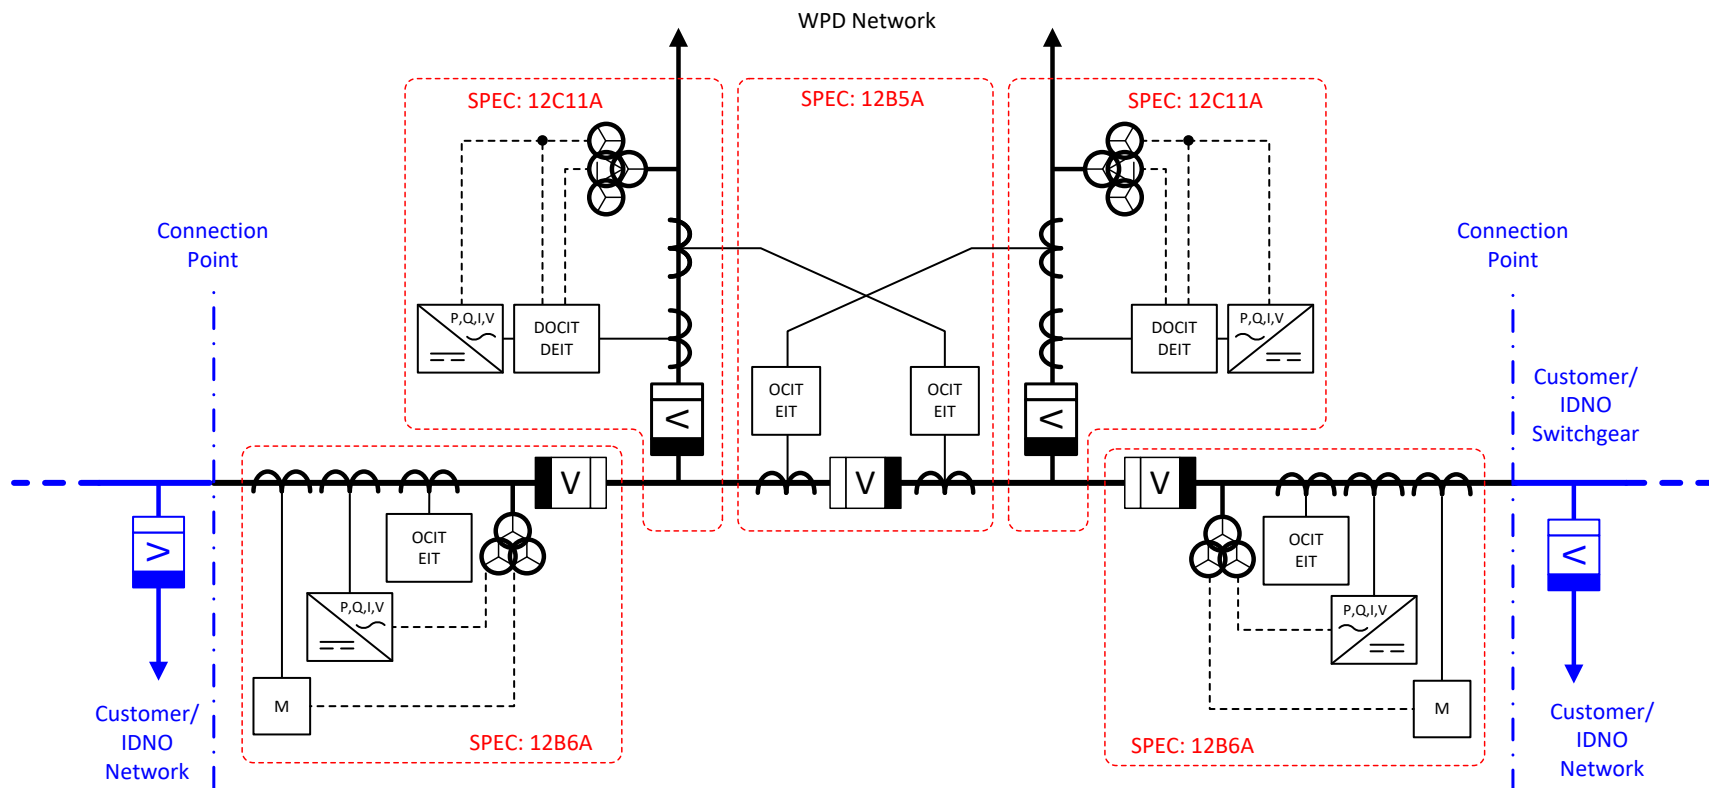 WPD Network
SPEC: 12C11A
SPEC: 12B5A
SPEC: 12C11A
Connection
Point
Connection
Point
P,Q,I,V
DOCIT
DEIT
DOCIT
DEIT
P,Q,I,V
OCIT
EIT
OCIT
EIT
Customer/
IDNO
Switchgear
V
V
V
V
V
V
V
OCIT
EIT
OCIT
EIT
P,Q,I,V
P,Q,I,V
M
M
Customer/
IDNO
Network
SPEC: 12B6A
SPEC: 12B6A
Customer/
IDNO
Network